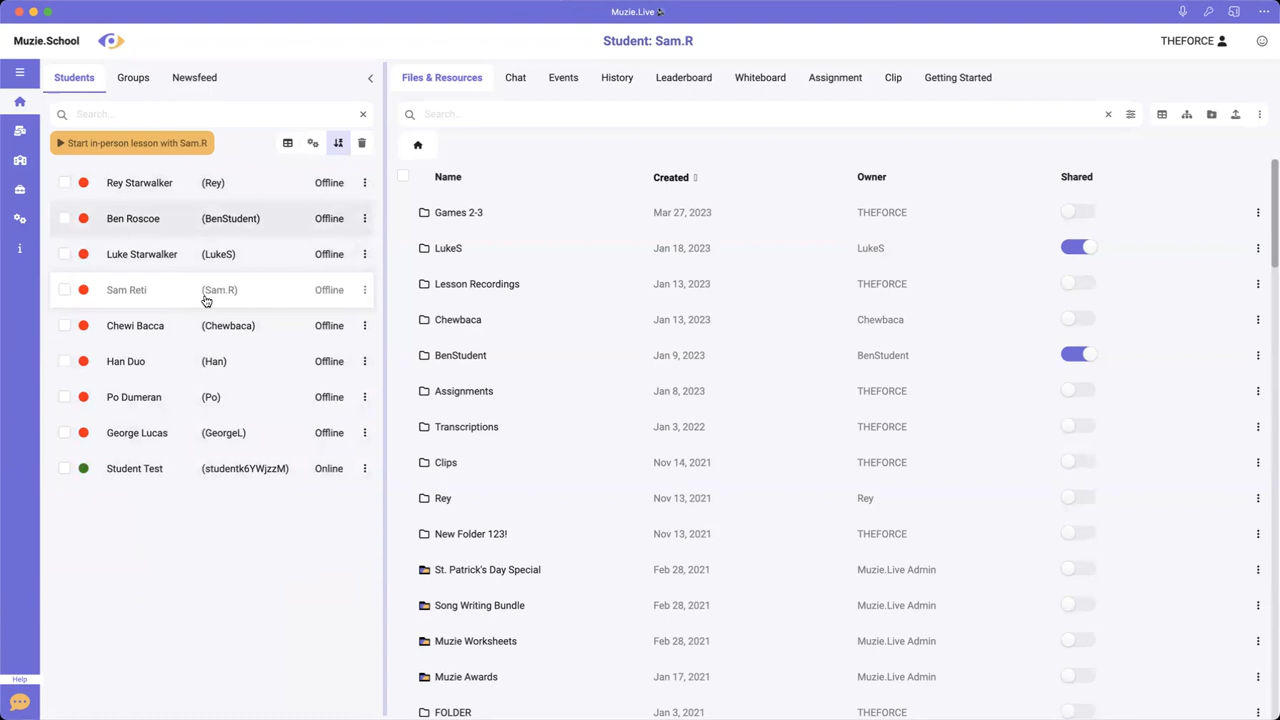 Muzie.Live
Muzie.School
Student: Sam.R
THEFORCE
Students Groups Newsfeed
Files & Resources Chat Events History Leaderboard Whiteboard Assignment Clip Getting Started
Search...
Search...
Start in-person lesson with Sam.R
Rey Starwalker (Rey) Offline
Ben Roscoe (BenStudent) Offline
Luke Starwalker (LukeS) Offline
Sam Reti (Sam.R) Offline
Chewi Bacca (Chewbaca) Offline
Han Duo (Han) Offline
Po Dumeran (Po) Offline
George Lucas (GeorgeL) Offline
Student Test (studentk6YWjzzM) Online
Name Created Owner Shared
Games 2-3 Mar 27, 2023 THEFORCE
LukeS Jan 18, 2023 LukeS
Lesson Recordings Jan 13, 2023 THEFORCE
Chewbaca Jan 13, 2023 Chewbaca
BenStudent Jan 9, 2023 BenStudent
Assignments Jan 8, 2023 THEFORCE
Transcriptions Jan 3, 2022 THEFORCE
Clips Nov 14, 2021 THEFORCE
Rey Nov 13, 2021 Rey
New Folder 123! Nov 13, 2021 THEFORCE
St. Patrick's Day Special Feb 28, 2021 Muzie.Live Admin
Song Writing Bundle Feb 28, 2021 Muzie.Live Admin
Muzie Worksheets Feb 28, 2021 Muzie.Live Admin
Muzie Awards Jan 17, 2021 Muzie.Live Admin
FOLDER Jan 3, 2021 THEFORCE
Help